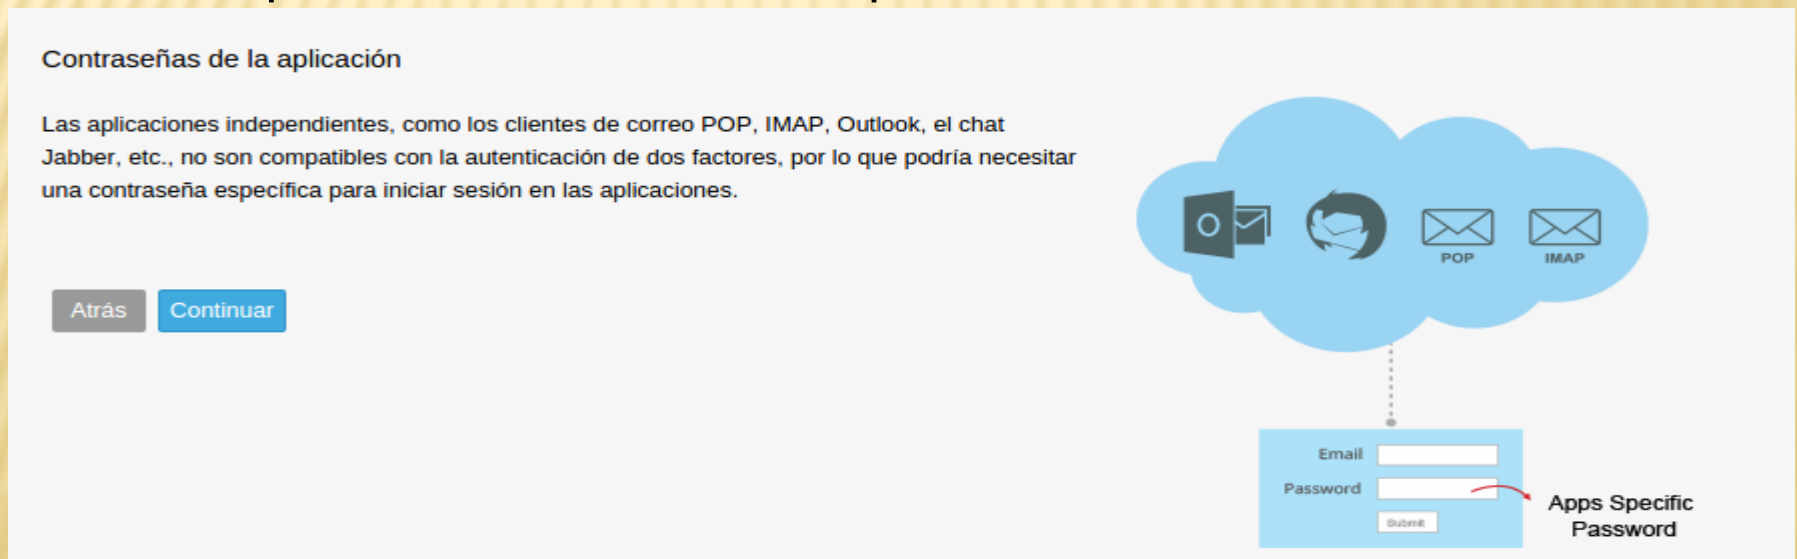 Contraseñas de la aplicación
Las aplicaciones independientes, como los clientes de correo POP, IMAP, Outlook, el chat
Jabber, etc., no son compatibles con la autenticación de dos factores, por lo que podría necesitar
una contraseña específica para iniciar sesión en las aplicaciones.
Atrás
Continuar
POP
IMAP
Email
Password
Submit
Apps Specific
Password